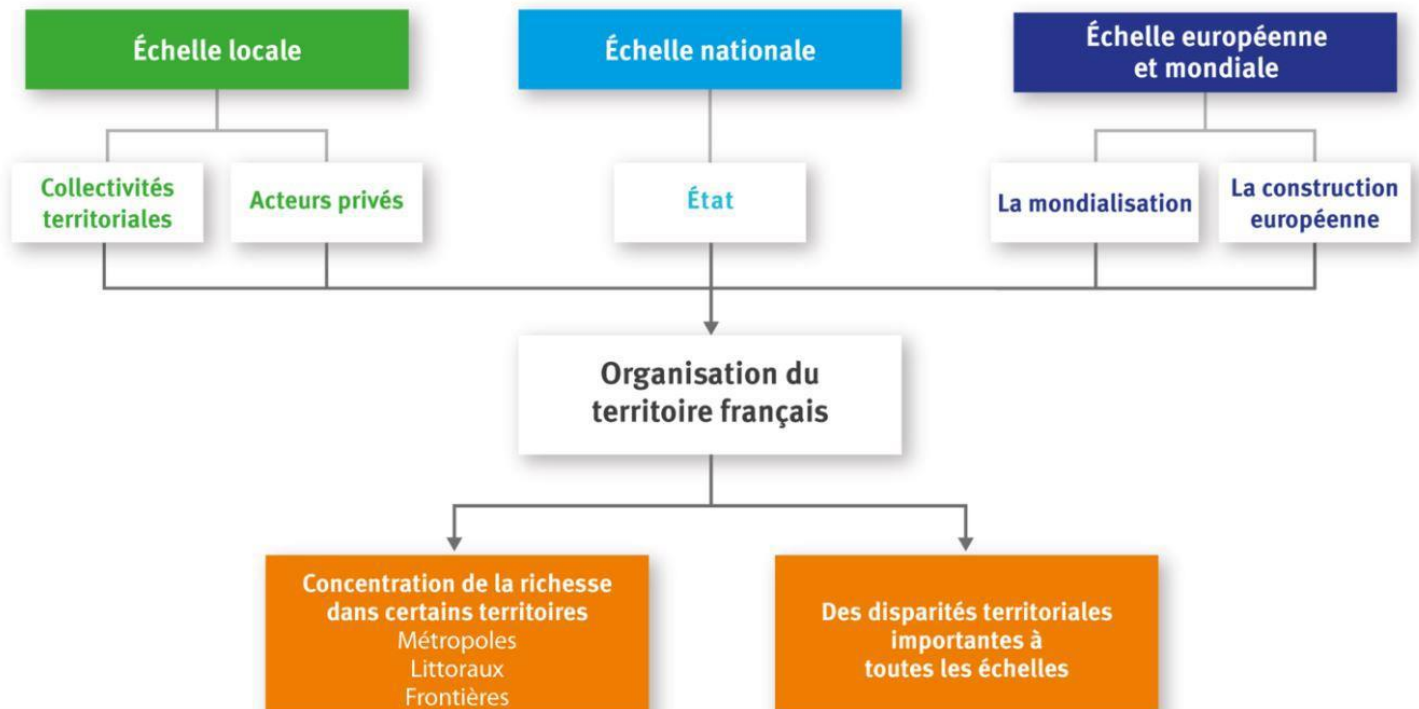 Échelle locale
Échelle nationale
Échelle européenne
et mondiale
Collectivités
territoriales
Acteurs privés
État
La mondialisation
La construction
européenne
Organisation du
territoire français
Concentration de la richesse
dans certains territoires
Métropoles
Littoraux
Frontières
Des disparités territoriales
importantes à
toutes les échelles